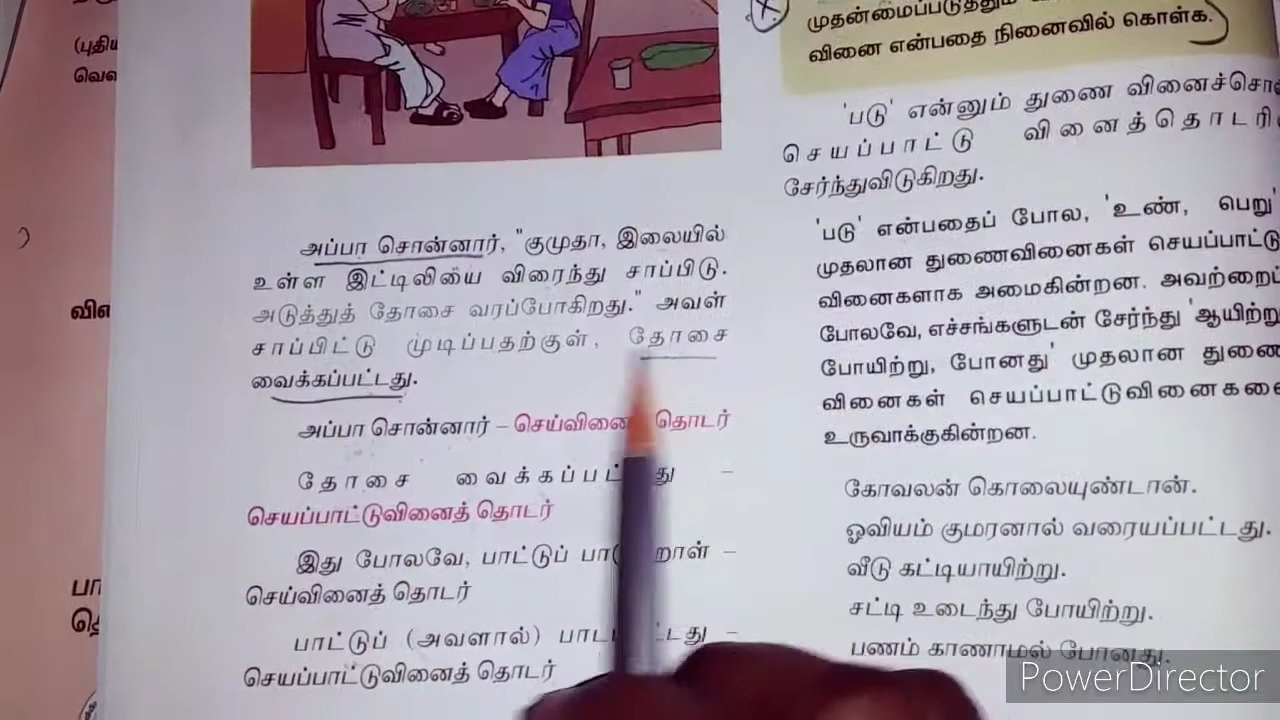 (புதிய
முதன்மைப்படுத்தும்
வினை என்பதை நினைவில் கொள்க.
அப்பா சொன்னார், "குமுதா, இலையில்
உள்ள இட்டிலியை விரைந்து சாப்பிடு.
அடுத்துத் தோசை வரப்போகிறது." அவள்
சாப்பிட்டு முடிப்பதற்குள், தோசை
வைக்கப்பட்டது.
அப்பா சொன்னார் – செய்வினைத் தொடர்
தோசை –
செயப்பாட்டுவினைத் தொடர்
இது போலவே, பாட்டுப் –
செய்வினைத் தொடர்
பாட்டுப் (அவளால்) –
செயப்பாட்டுவினைத் தொடர்
'படு' என்னும் துணை
செயப்பாட்டு
சேர்ந்துவிடுகிறது.
'படு' என்பதைப் போல, 'உண், பெறு'
முதலான துணைவினைகள் செயப்பாட்டு
வினைகளாக அமைகின்றன. அவற்றைப்
போலவே, எச்சங்களுடன் சேர்ந்து 'ஆயிற்று,
போயிற்று, போனது' முதலான துணை
வினைகள்
உருவாக்குகின்றன.
கோவலன் கொலையுண்டான்.
ஓவியம் குமரனால் வரையப்பட்டது.
வீடு கட்டியாயிற்று.
சட்டி உடைந்து போயிற்று.
பணம் காணாமல் போனது.
PowerDirector